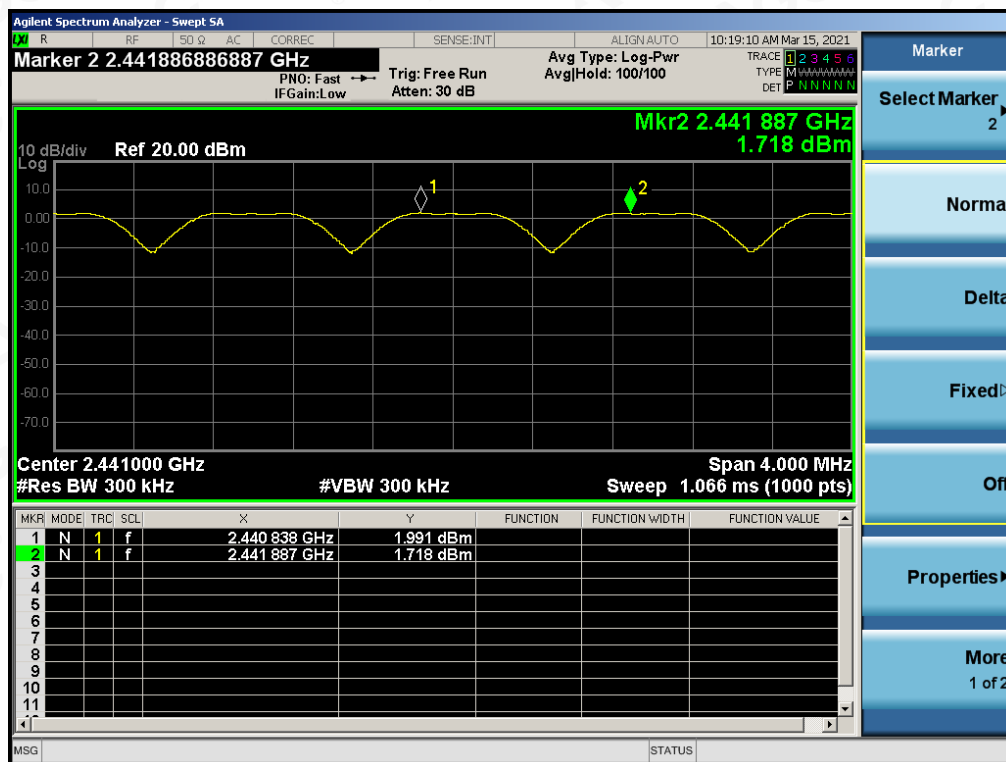 Agilent Spectrum Analyzer - Swept SA
LXI R RF 50 Ω AC CORREC SENSE:INT ALIGNAUTO 10:19:10 AM Mar 15, 2021
Marker 2 2.441886886887 GHz
PNO: Fast
IFGain:Low
Trig: Free Run
Atten: 30 dB
Avg Type: Log-Pwr
Avg|Hold: 100/100
TRACE 1 2 3 4 5 6
TYPE M WWWWW
DET P N N N N N
Mkr2 2.441 887 GHz
1.718 dBm
10 dB/div Ref 20.00 dBm
Log
10.0
0.00
-10.0
-20.0
-30.0
-40.0
-50.0
-60.0
-70.0
1
2
Center 2.441000 GHz Span 4.000 MHz
#Res BW 300 kHz #VBW 300 kHz Sweep 1.066 ms (1000 pts)
MKR MODE TRC SCL X Y FUNCTION FUNCTION WIDTH FUNCTION VALUE
1 N 1 f 2.440 838 GHz 1.991 dBm
2 N 1 f 2.441 887 GHz 1.718 dBm
3
4
5
6
7
8
9
10
11
MSG STATUS
Marker
Select Marker
2
Norma
Delta
Fixed
Off
Properties
More
1 of 2